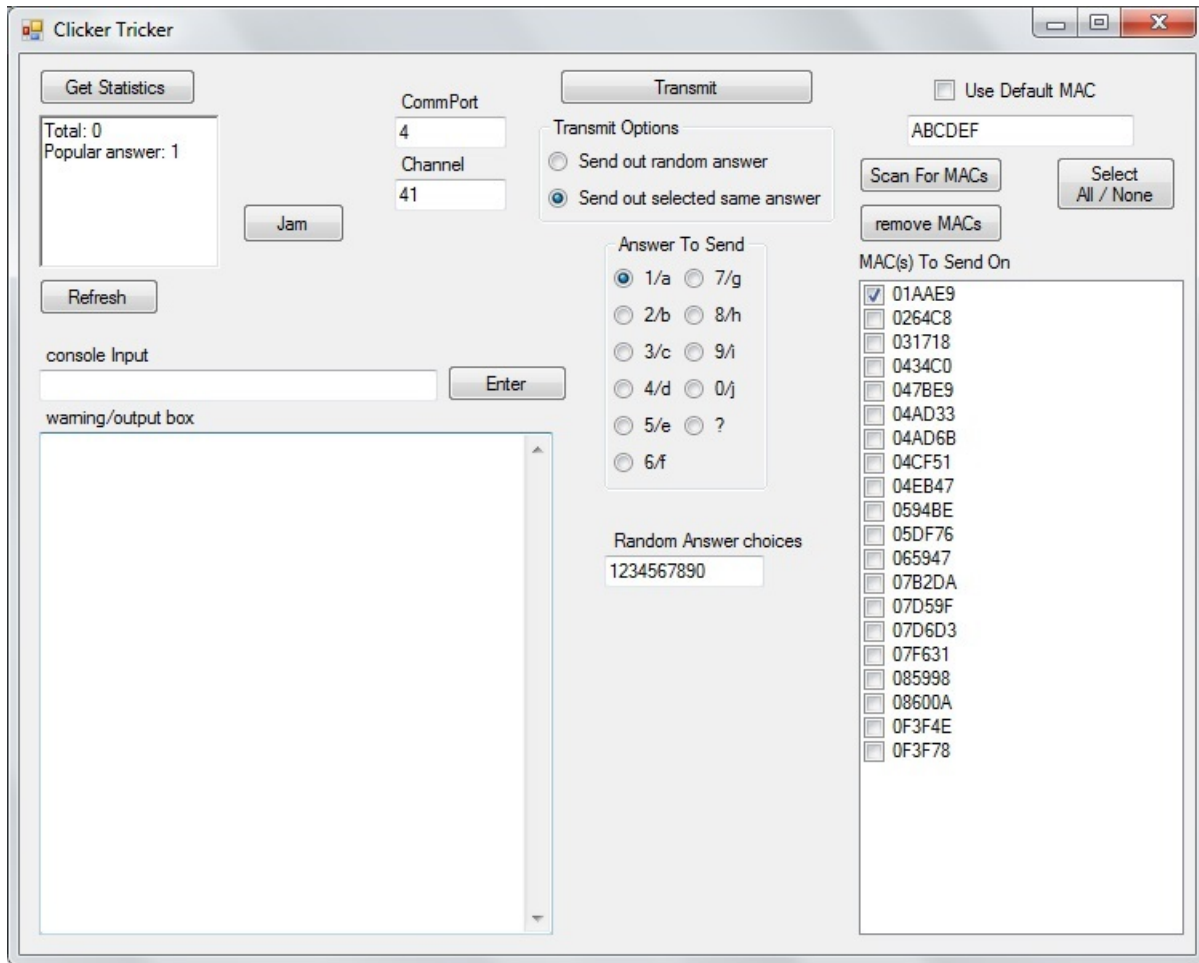 Clicker Tricker
Get Statistics
Total: 0
Popular answer: 1
Jam
Refresh
CommPort
4
Channel
41
Transmit
Transmit Options
Send out random answer
Send out selected same answer
Answer To Send
1/a
7/g
2/b
8/h
3/c
9/i
4/d
0/j
5/e
?
6/f
Random Answer choices
1234567890
console Input
Enter
warning/output box
Use Default MAC
ABCDEF
Scan For MACs
Select
All / None
remove MACs
MAC(s) To Send On
01AAE9
0264C8
031718
0434C0
047BE9
04AD33
04AD6B
04CF51
04EB47
0594BE
05DF76
065947
07B2DA
07D59F
07D6D3
07F631
085998
08600A
0F3F4E
0F3F78